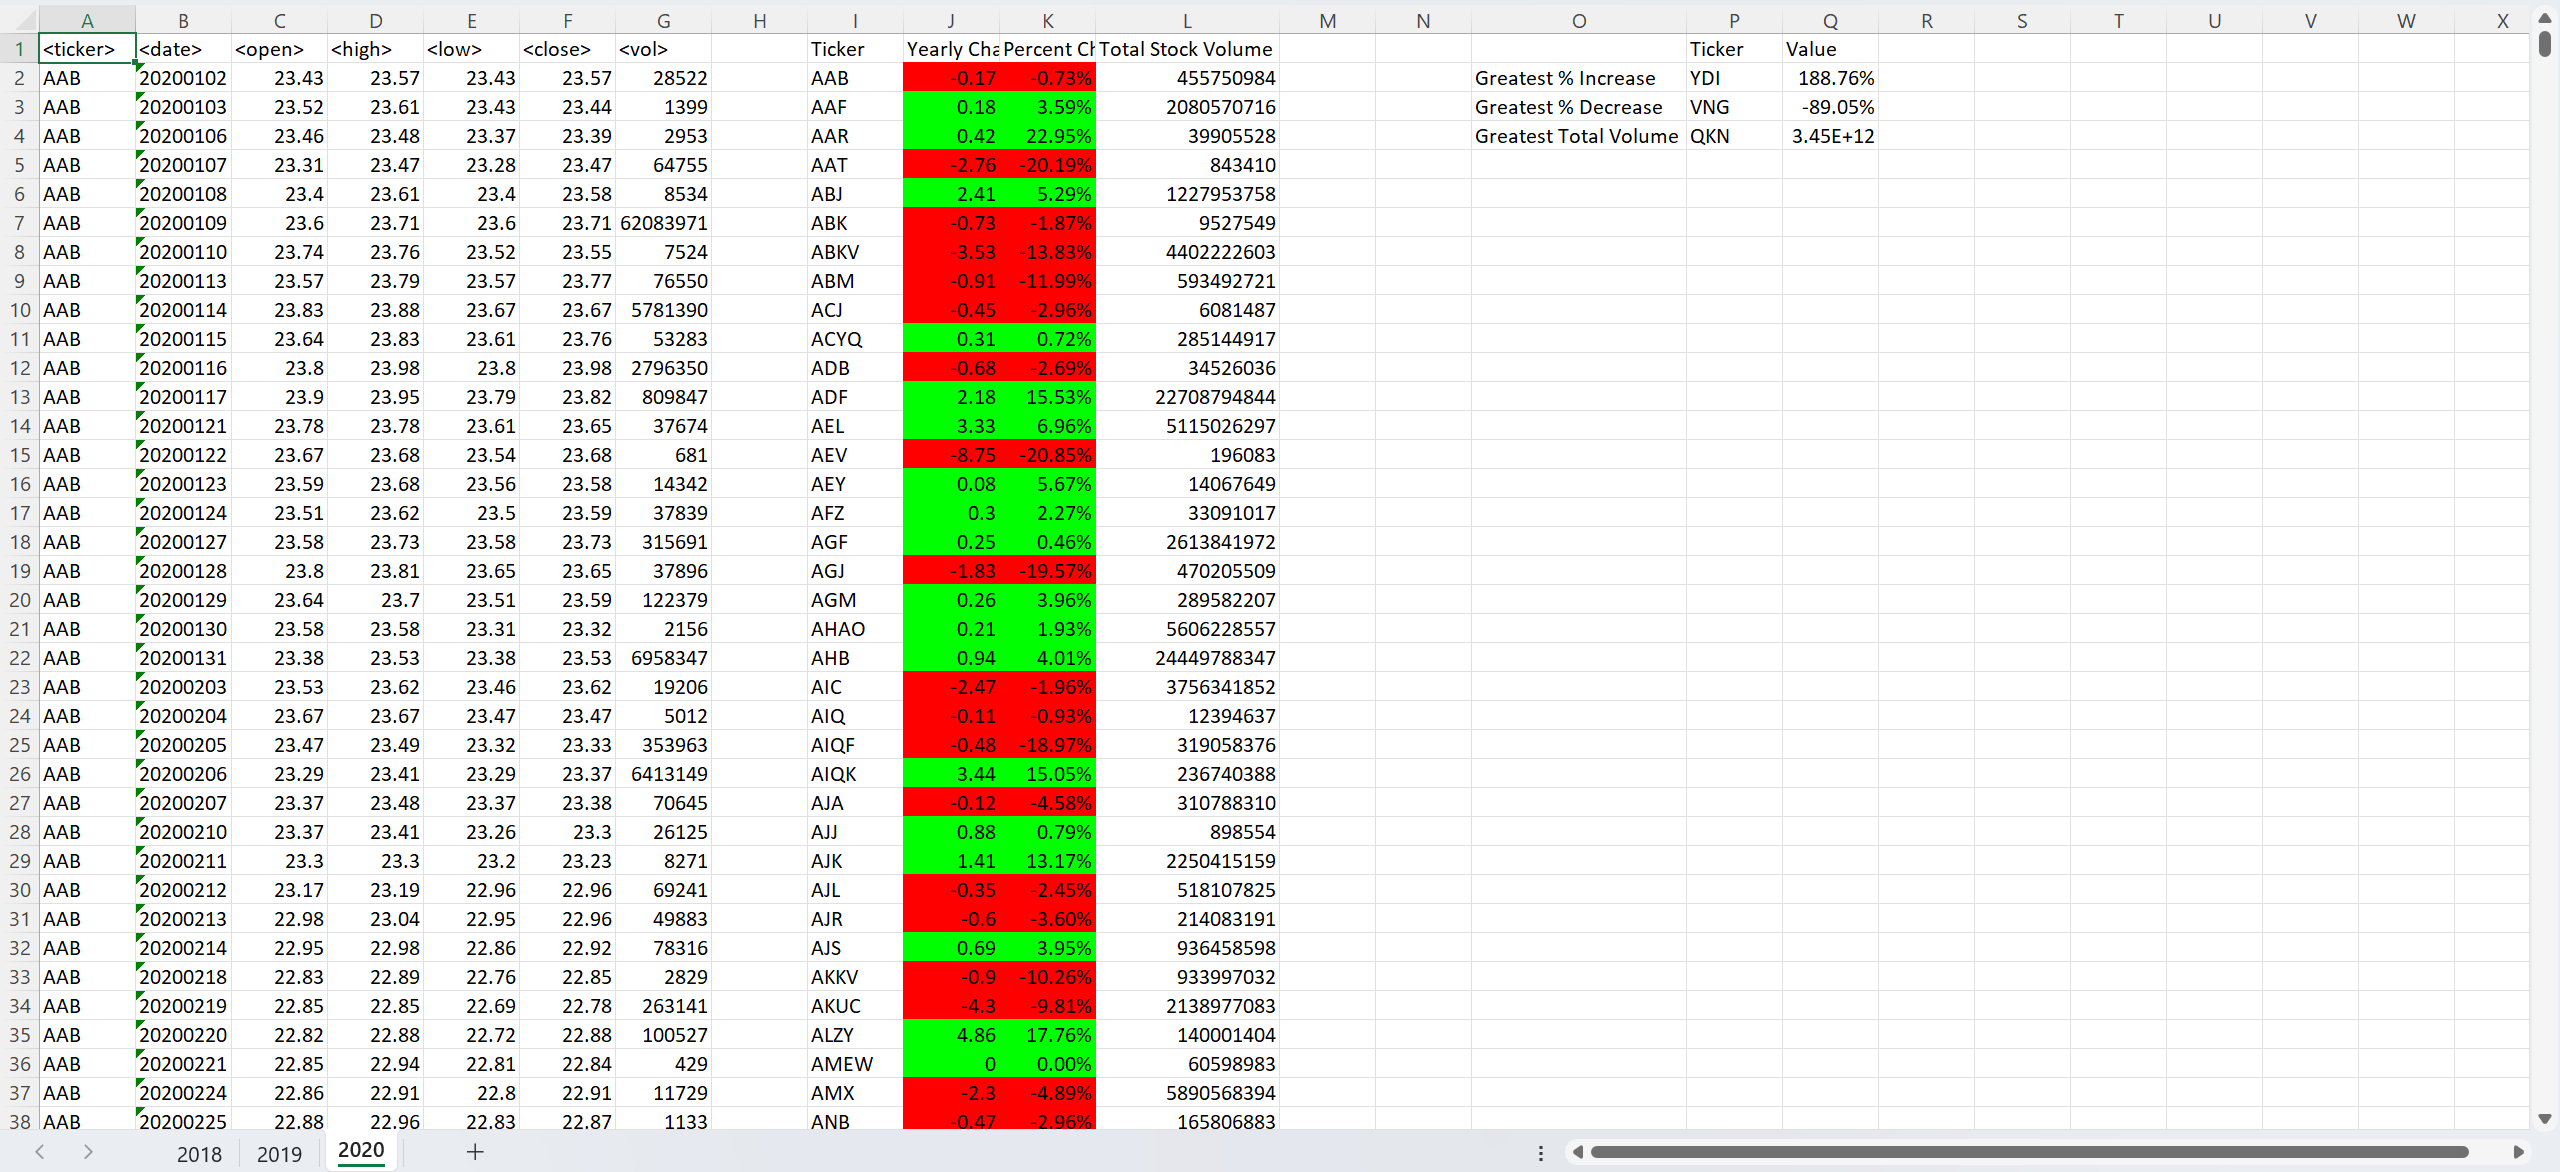 A B C D E F G H I J K L M N O P Q R S T U V W X
1 <ticker> <date> <open> <high> <low> <close> <vol> Ticker Yearly Cha Percent Ch Total Stock Volume Ticker Value
2 AAB 20200102 23.43 23.57 23.43 23.57 28522 AAB -0.17 -0.73% 455750984 Greatest % Increase YDI 188.76%
3 AAB 20200103 23.52 23.61 23.43 23.44 1399 AAF 0.18 3.59% 2080570716 Greatest % Decrease VNG -89.05%
4 AAB 20200106 23.46 23.48 23.37 23.39 2953 AAR 0.42 22.95% 39905528 Greatest Total Volume QKN 3.45E+12
5 AAB 20200107 23.31 23.47 23.28 23.47 64755 AAT -2.76 -20.19% 843410
6 AAB 20200108 23.4 23.61 23.4 23.58 8534 ABJ 2.41 5.29% 1227953758
7 AAB 20200109 23.6 23.71 23.6 23.71 62083971 ABK -0.73 -1.87% 9527549
8 AAB 20200110 23.74 23.76 23.52 23.55 7524 ABKV -3.53 -13.83% 4402222603
9 AAB 20200113 23.57 23.79 23.57 23.77 76550 ABM -0.91 -11.99% 593492721
10 AAB 20200114 23.83 23.88 23.67 23.67 5781390 ACJ -0.45 -2.96% 6081487
11 AAB 20200115 23.64 23.83 23.61 23.76 53283 ACYQ 0.31 0.72% 285144917
12 AAB 20200116 23.8 23.98 23.8 23.98 2796350 ADB -0.68 -2.69% 34526036
13 AAB 20200117 23.9 23.95 23.79 23.82 809847 ADF 2.18 15.53% 22708794844
14 AAB 20200121 23.78 23.78 23.61 23.65 37674 AEL 3.33 6.96% 5115026297
15 AAB 20200122 23.67 23.68 23.54 23.68 681 AEV -8.75 -20.85% 196083
16 AAB 20200123 23.59 23.68 23.56 23.58 14342 AEY 0.08 5.67% 14067649
17 AAB 20200124 23.51 23.62 23.5 23.59 37839 AFZ 0.3 2.27% 33091017
18 AAB 20200127 23.58 23.73 23.58 23.73 315691 AGF 0.25 0.46% 2613841972
19 AAB 20200128 23.8 23.81 23.65 23.65 37896 AGJ -1.83 -19.57% 470205509
20 AAB 20200129 23.64 23.7 23.51 23.59 122379 AGM 0.26 3.96% 289582207
21 AAB 20200130 23.58 23.58 23.31 23.32 2156 AHAO 0.21 1.93% 5606228557
22 AAB 20200131 23.38 23.53 23.38 23.53 6958347 AHB 0.94 4.01% 24449788347
23 AAB 20200203 23.53 23.62 23.46 23.62 19206 AIC -2.47 -1.96% 3756341852
24 AAB 20200204 23.67 23.67 23.47 23.47 5012 AIQ -0.11 -0.93% 12394637
25 AAB 20200205 23.47 23.49 23.32 23.33 353963 AIQF -0.48 -18.97% 319058376
26 AAB 20200206 23.29 23.41 23.29 23.37 6413149 AIQK 3.44 15.05% 236740388
27 AAB 20200207 23.37 23.48 23.37 23.38 70645 AJA -0.12 -4.58% 310788310
28 AAB 20200210 23.37 23.41 23.26 23.3 26125 AJJ 0.88 0.79% 898554
29 AAB 20200211 23.3 23.3 23.2 23.23 8271 AJK 1.41 13.17% 2250415159
30 AAB 20200212 23.17 23.19 22.96 22.96 69241 AJL -0.35 -2.45% 518107825
31 AAB 20200213 22.98 23.04 22.95 22.96 49883 AJR -0.6 -3.60% 214083191
32 AAB 20200214 22.95 22.98 22.86 22.92 78316 AJS 0.69 3.95% 936458598
33 AAB 20200218 22.83 22.89 22.76 22.85 2829 AKKV -0.9 -10.26% 933997032
34 AAB 20200219 22.85 22.85 22.69 22.78 263141 AKUC -4.3 -9.81% 2138977083
35 AAB 20200220 22.82 22.88 22.72 22.88 100527 ALZY 4.86 17.76% 140001404
36 AAB 20200221 22.85 22.94 22.81 22.84 429 AMEW 0 0.00% 60598983
37 AAB 20200224 22.86 22.91 22.8 22.91 11729 AMX -2.3 -4.89% 5890568394
38 AAB 20200225 22.88 22.96 22.83 22.87 1133 ANB -0.47 -2.96% 165806883
2018 2019 2020